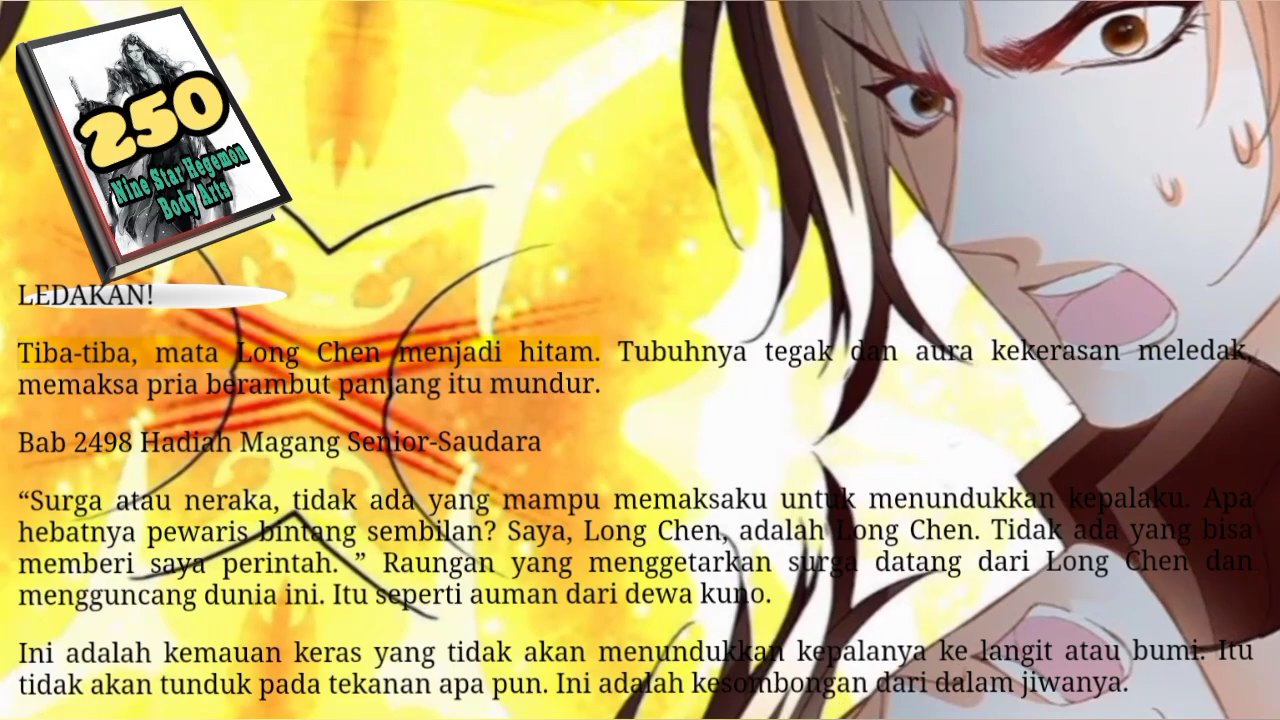 250
Nine Star Hegemon
Body Arts
LEDAKAN!
Tiba-tiba, mata Long Chen menjadi hitam. Tubuhnya tegak dan aura kekerasan meledak,
memaksa pria berambut panjang itu mundur.
Bab 2498 Hadiah Magang Senior-Saudara
“Surga atau neraka, tidak ada yang mampu memaksaku untuk menundukkan kepalaku. Apa
hebatnya pewaris bintang sembilan? Saya, Long Chen, adalah Long Chen. Tidak ada yang bisa
memberi saya perintah. ” Raungan yang menggetarkan surga datang dari Long Chen dan
mengguncang dunia ini. Itu seperti auman dari dewa kuno.
Ini adalah kemauan keras yang tidak akan menundukkan kepalanya ke langit atau bumi. Itu
tidak akan tunduk pada tekanan apa pun. Ini adalah kesombongan dari dalam jiwanya.